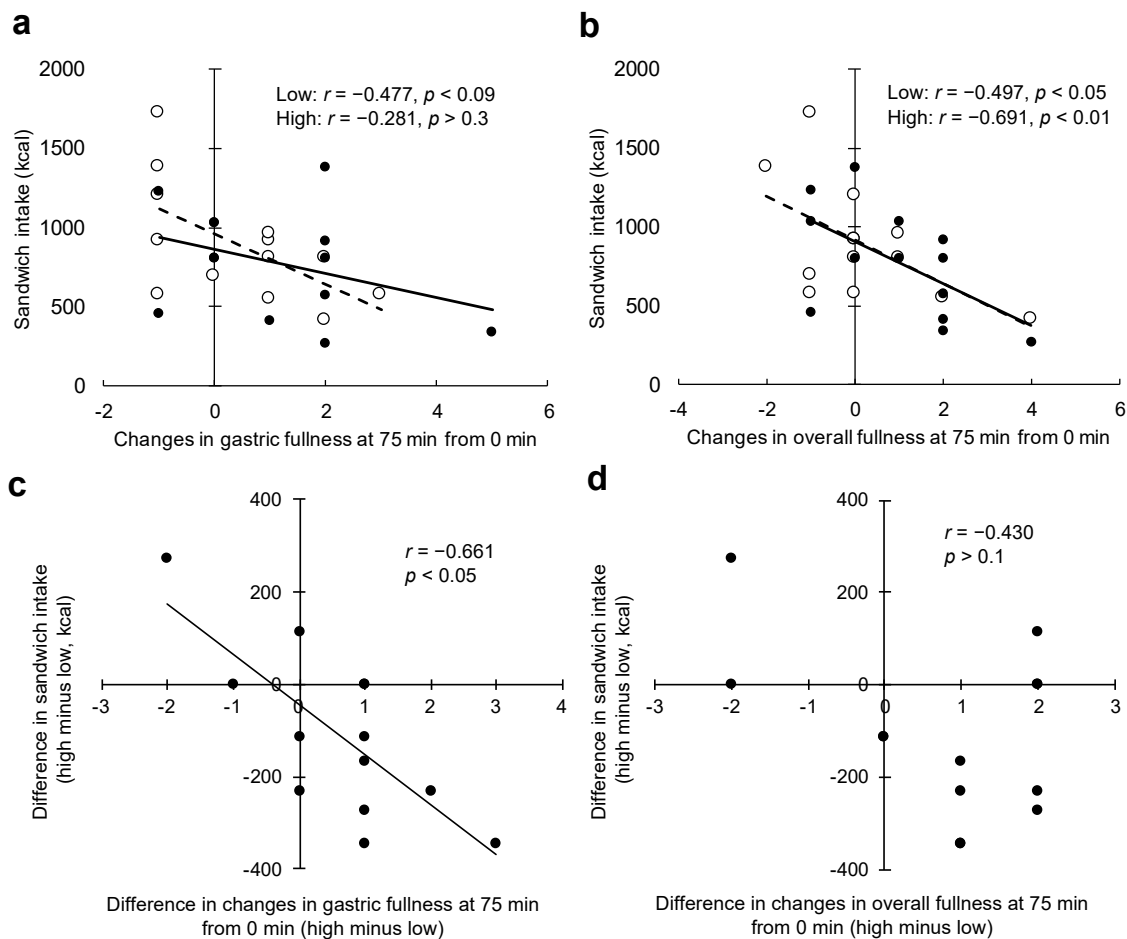 a
2000
1500
1000
500
0
-2
0
2
4
6
Sandwich intake (kcal)
Low: r = −0.477, p < 0.09
High: r = −0.281, p > 0.3
Changes in gastric fullness at 75 min from 0 min
b
2000
1500
1000
500
0
-4
-2
0
2
4
6
Sandwich intake (kcal)
Low: r = −0.497, p < 0.05
High: r = −0.691, p < 0.01
Changes in overall fullness at 75 min from 0 min
c
400
200
0
-200
-400
-3
-2
-1
0
1
2
3
4
Difference in sandwich intake
(high minus low, kcal)
r = −0.661
p < 0.05
Difference in changes in gastric fullness at 75 min
from 0 min (high minus low)
d
400
200
0
-200
-400
-3
-2
-1
0
1
2
3
Difference in sandwich intake
(high minus low, kcal)
r = −0.430
p > 0.1
Difference in changes in overall fullness at 75 min
from 0 min (high minus low)